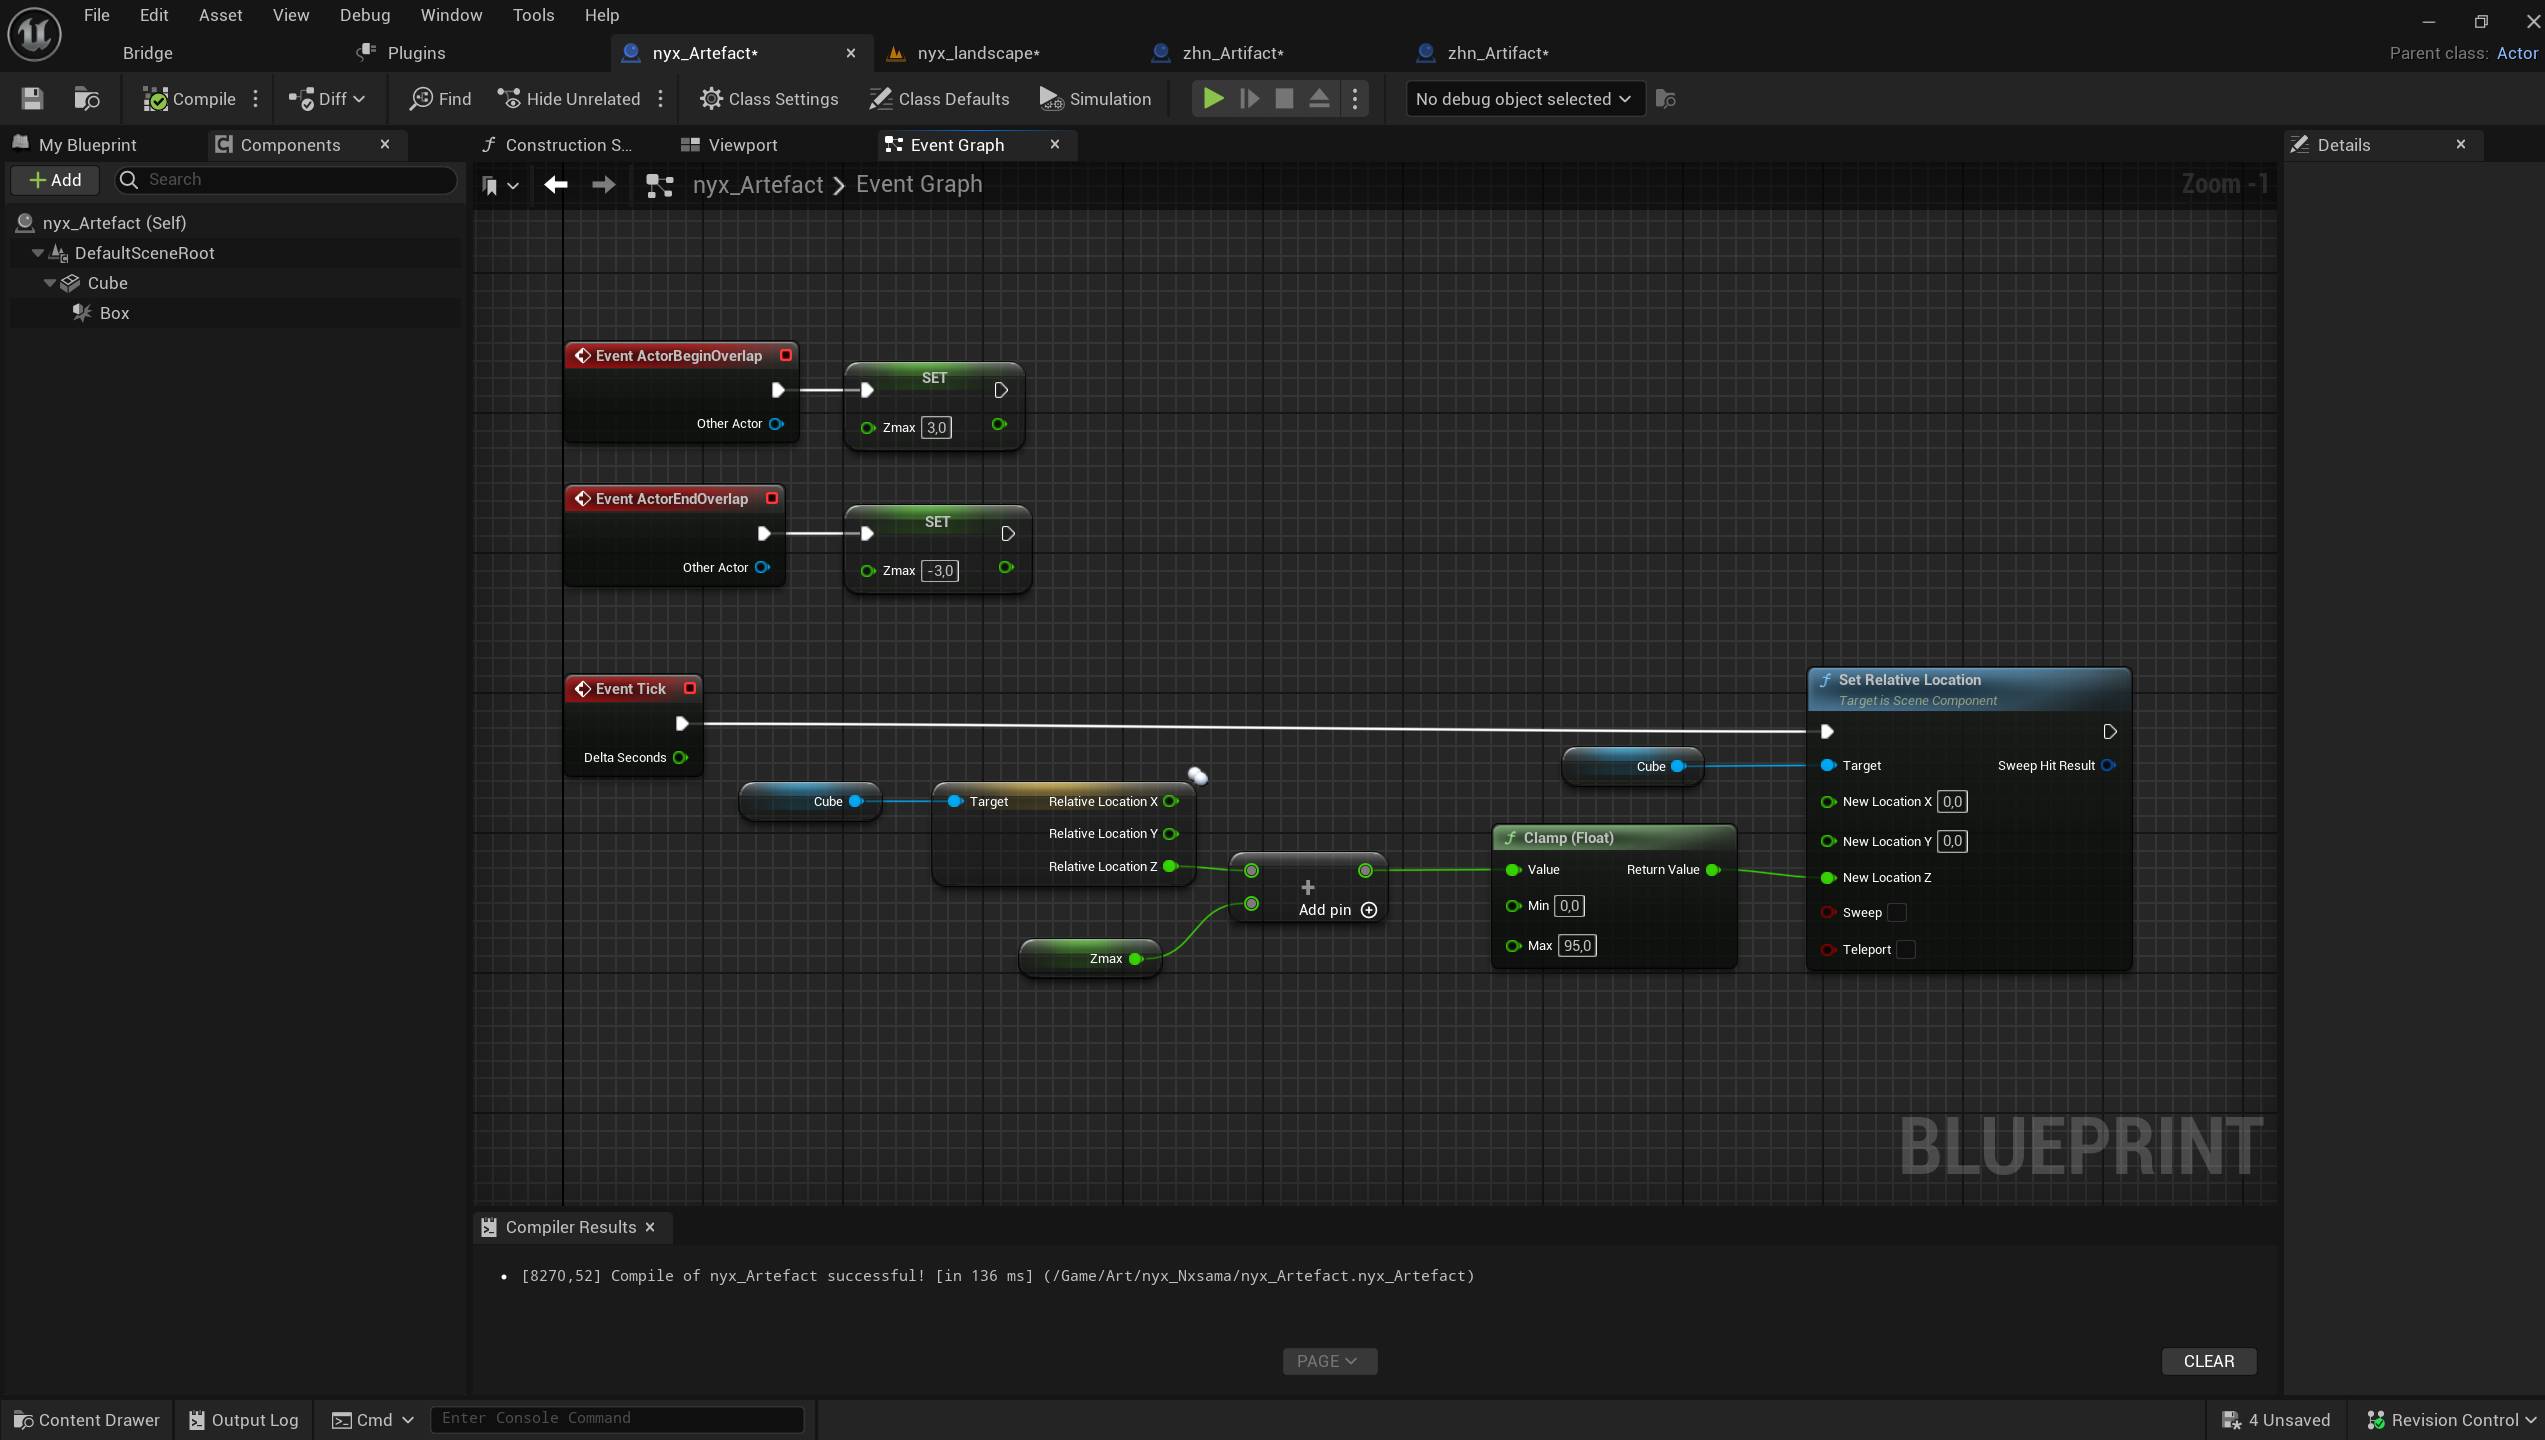 File Edit Asset View Debug Window Tools Help
Bridge Plugins nyx_Artefact* nyx_landscape* zhn_Artifact* zhn_Artifact* Parent class: Actor
Compile Diff Find Hide Unrelated Class Settings Class Defaults Simulation No debug object selected
My Blueprint Components Construction S... Viewport Event Graph Details
Add Search
nyx_Artefact > Event Graph Zoom -1
nyx_Artefact (Self)
DefaultSceneRoot
Cube
Box
Event ActorBeginOverlap
Other Actor
SET
Zmax 3,0
Event ActorEndOverlap
Other Actor
SET
Zmax -3,0
Event Tick
Delta Seconds
Cube
Target Relative Location X
Relative Location Y
Relative Location Z
Zmax
+
Add pin
Clamp (Float)
Value Return Value
Min 0,0
Max 95,0
Cube
Set Relative Location
Target is Scene Component
Target Sweep Hit Result
New Location X 0,0
New Location Y 0,0
New Location Z
Sweep
Teleport
BLUEPRINT
Compiler Results
[8270,52] Compile of nyx_Artefact successful! [in 136 ms] (/Game/Art/nyx_Nxsama/nyx_Artefact.nyx_Artefact)
PAGE CLEAR
Content Drawer Output Log Cmd Enter Console Command 4 Unsaved Revision Control